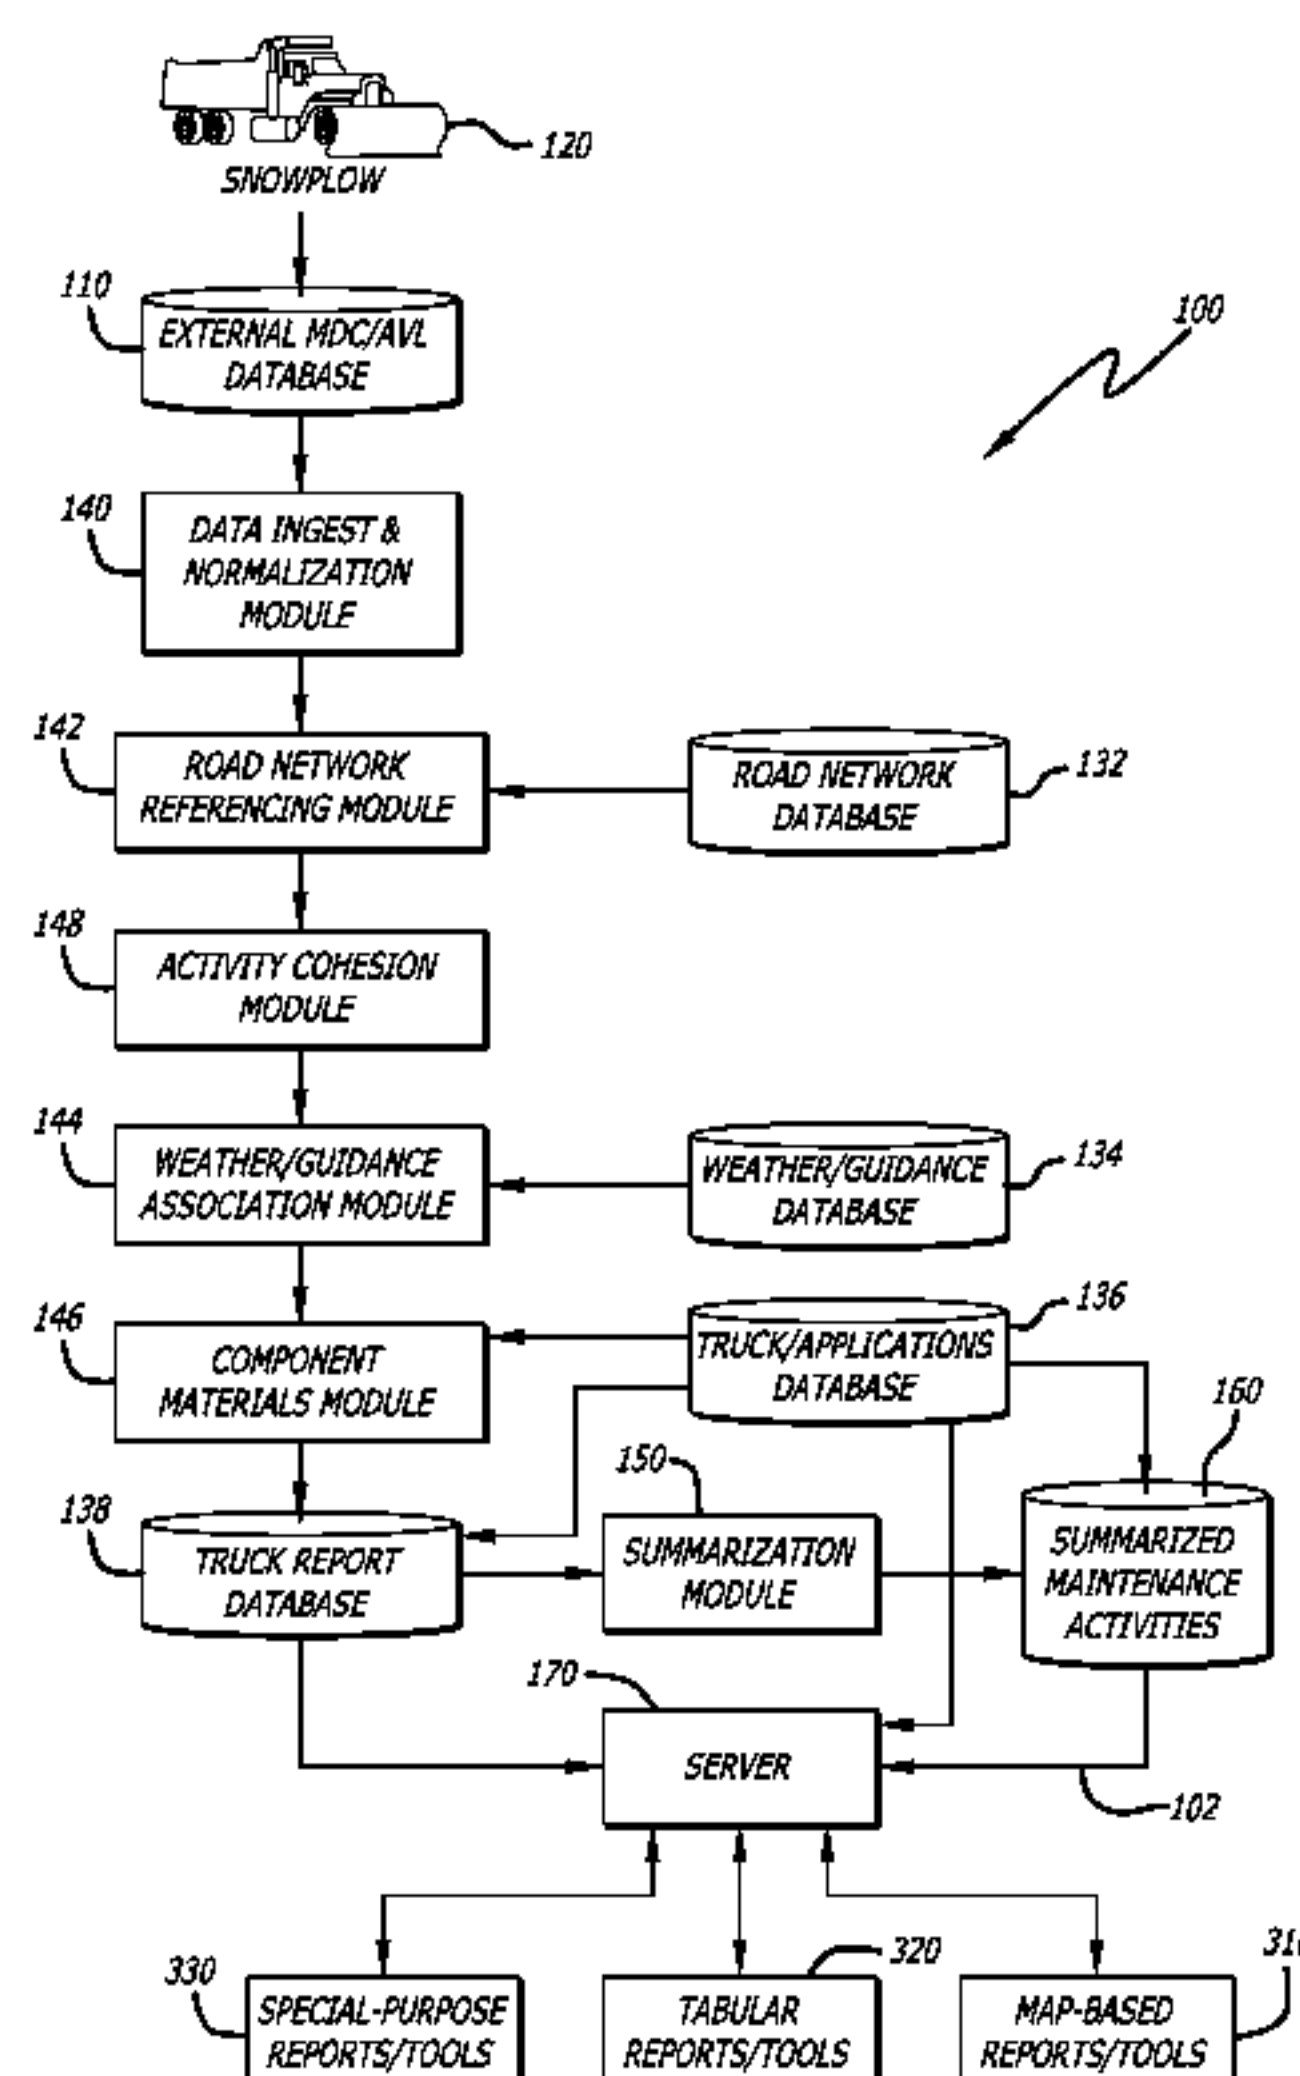 120
SNOWPLOW
110
EXTERNAL MDC/AVL
DATABASE
100
140
DATA INGEST &
NORMALIZATION
MODULE
142
ROAD NETWORK
REFERENCING MODULE
ROAD NETWORK
DATABASE
132
148
ACTIVITY COHESION
MODULE
144
WEATHER/GUIDANCE
ASSOCIATION MODULE
WEATHER/GUIDANCE
DATABASE
134
146
COMPONENT
MATERIALS MODULE
TRUCK/APPLICATIONS
DATABASE
136
160
138
TRUCK REPORT
DATABASE
150
SUMMARIZATION
MODULE
SUMMARIZED
MAINTENANCE
ACTIVITIES
170
SERVER
102
330
SPECIAL-PURPOSE
REPORTS/TOOLS
320
TABULAR
REPORTS/TOOLS
310
MAP-BASED
REPORTS/TOOLS